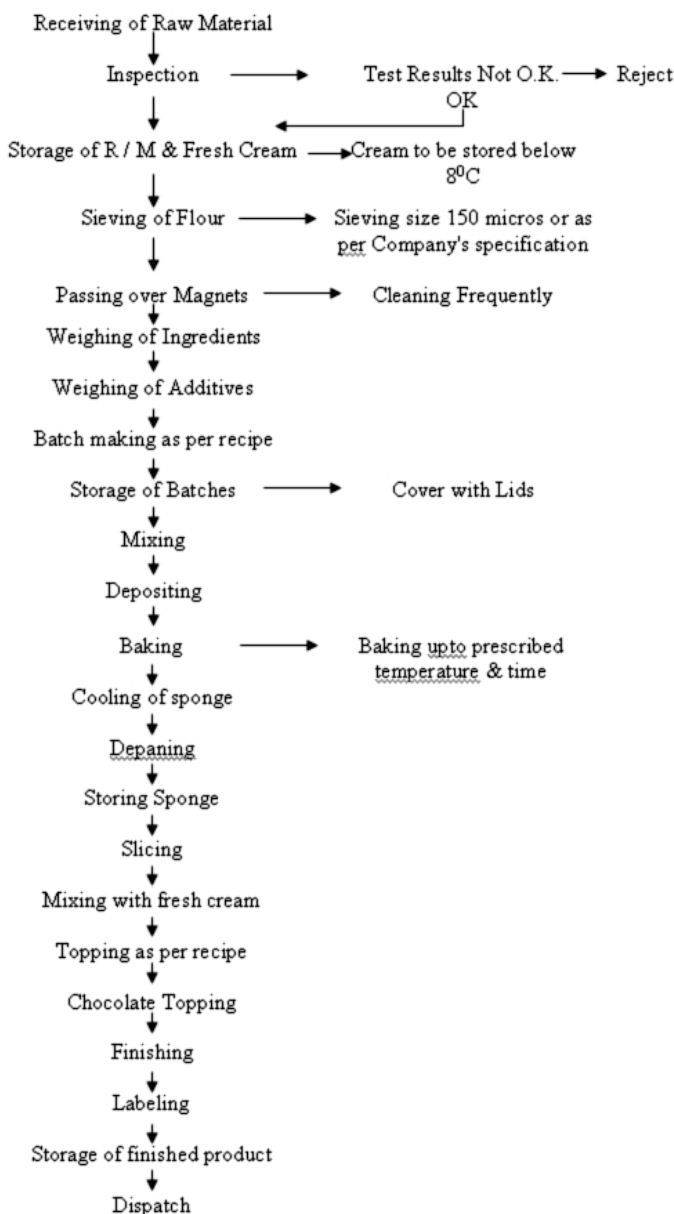 Receiving of Raw Material
Inspection
Test Results Not O.K.
Reject
OK
Storage of R / M & Fresh Cream
Cream to be stored below
8⁰C
Sieving of Flour
Sieving size 150 micros or as
per Company's specification
Passing over Magnets
Cleaning Frequently
Weighing of Ingredients
Weighing of Additives
Batch making as per recipe
Storage of Batches
Cover with Lids
Mixing
Depositing
Baking
Baking upto prescribed
temperature & time
Cooling of sponge
Depaning
Storing Sponge
Slicing
Mixing with fresh cream
Topping as per recipe
Chocolate Topping
Finishing
Labeling
Storage of finished product
Dispatch